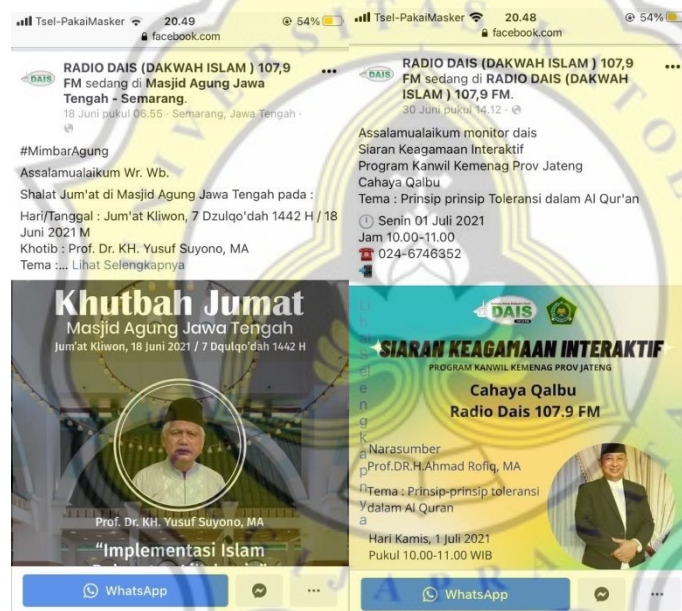 Tsel-PakaiMasker 20.49 54%
facebook.com
DAIS
RADIO DAIS (DAKWAH ISLAM ) 107,9
FM sedang di Masjid Agung Jawa
Tengah - Semarang.
18 Juni pukul 06.55 · Semarang, Jawa Tengah ·
#MimbarAgung
Assalamualaikum Wr. Wb.
Shalat Jum'at di Masjid Agung Jawa Tengah pada :
Hari/Tanggal : Jum'at Kliwon, 7 Dzulqo'dah 1442 H / 18
Juni 2021 M
Khotib : Prof. Dr. KH. Yusuf Suyono, MA
Tema :... Lihat Selengkapnya
Khutbah Jumat
Masjid Agung Jawa Tengah
Jum'at Kliwon, 18 Juni 2021 / 7 Dqulqo'dah 1442 H
Prof. Dr. KH. Yusuf Suyono, MA
"Implementasi Islam
WhatsApp
Tsel-PakaiMasker 20.48 54%
facebook.com
DAIS
RADIO DAIS (DAKWAH ISLAM ) 107,9
FM sedang di RADIO DAIS (DAKWAH
ISLAM ) 107,9 FM.
30 Juni pukul 14.12 ·
Assalamualaikum monitor dais
Siaran Keagamaan Interaktif
Program Kanwil Kemenag Prov Jateng
Cahaya Qalbu
Tema : Prinsip prinsip Toleransi dalam Al Qur'an
Senin 01 Juli 2021
Jam 10.00-11.00
024-6746352
Lihat Selengkapnya
DAIS
SIARAN KEAGAMAAN INTERAKTIF
PROGRAM KANWIL KEMENAG PROV JATENG
Cahaya Qalbu
Radio Dais 107.9 FM
Narasumber
Prof.DR.H.Ahmad Rofiq, MA
Tema : Prinsip-prinsip toleransi
dalam Al Quran
Hari Kamis, 1 Juli 2021
Pukul 10.00-11.00 WIB
WhatsApp